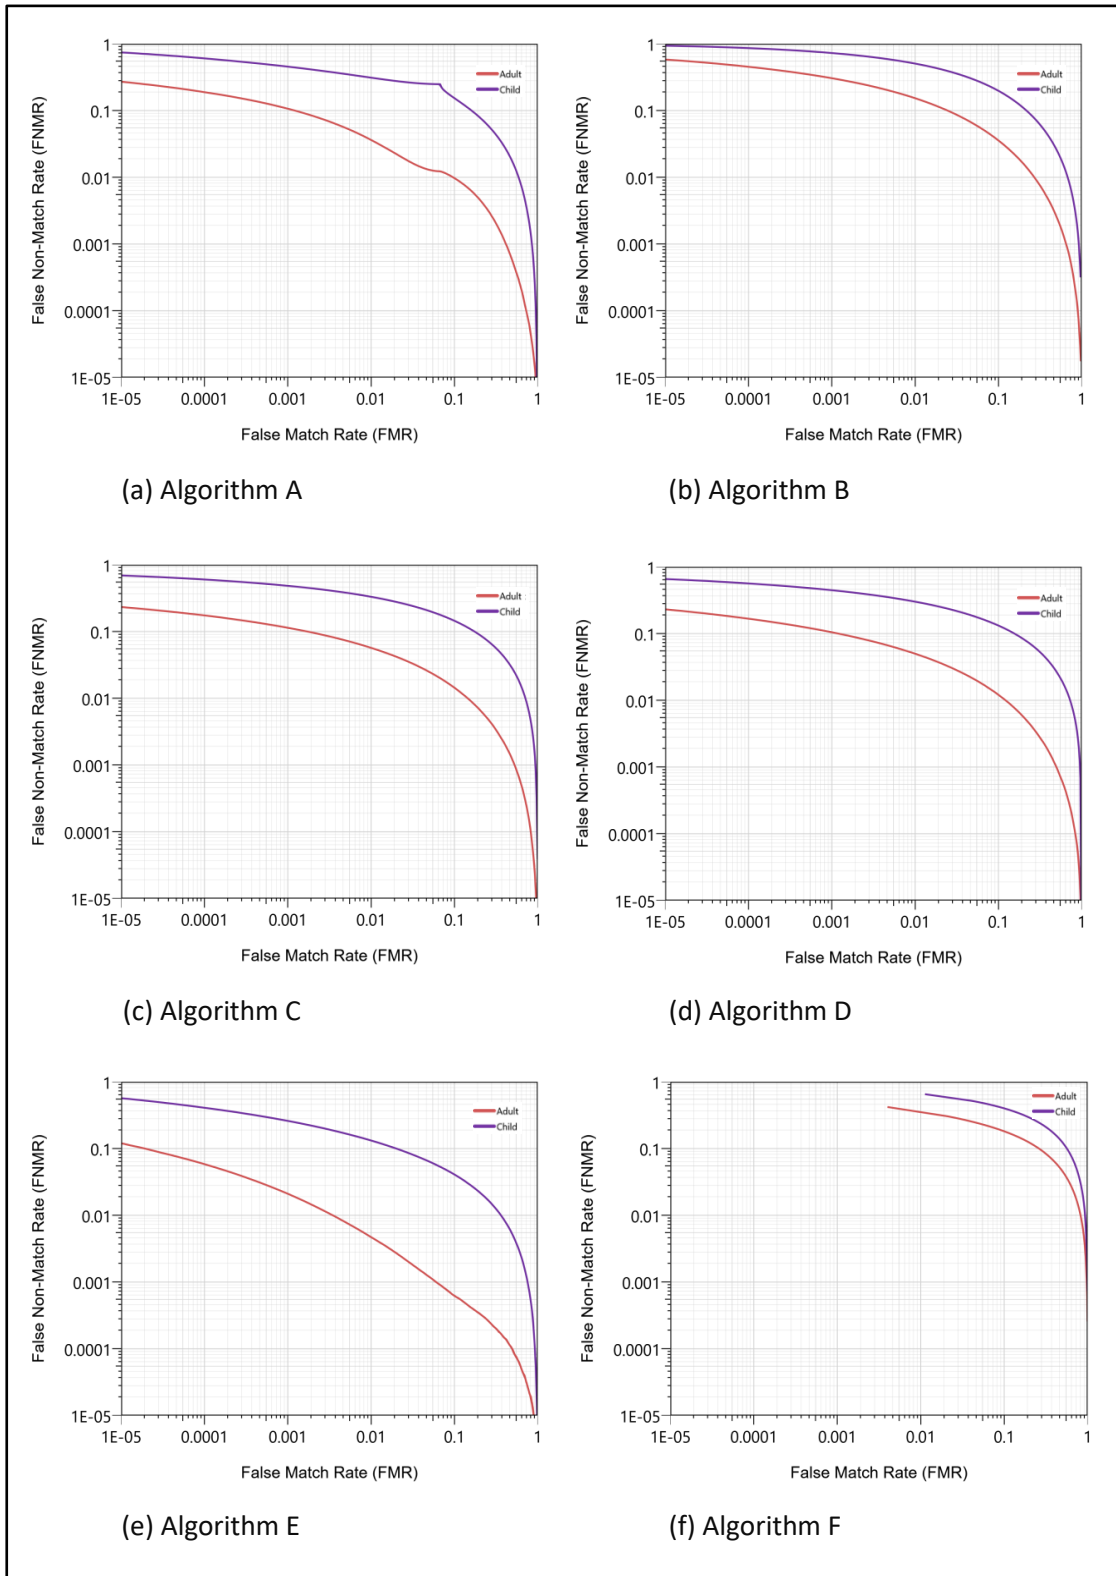 False Non-Match Rate (FNMR)
1
0.1
0.01
0.001
0.0001
1E-05
1E-05 0.0001 0.001 0.01 0.1 1
False Match Rate (FMR)
Adult
Child
(a) Algorithm A
False Non-Match Rate (FNMR)
1
0.1
0.01
0.001
0.0001
1E-05
1E-05 0.0001 0.001 0.01 0.1 1
False Match Rate (FMR)
Adult
Child
(b) Algorithm B
False Non-Match Rate (FNMR)
1
0.1
0.01
0.001
0.0001
1E-05
1E-05 0.0001 0.001 0.01 0.1 1
False Match Rate (FMR)
Adult
Child
(c) Algorithm C
False Non-Match Rate (FNMR)
1
0.1
0.01
0.001
0.0001
1E-05
1E-05 0.0001 0.001 0.01 0.1 1
False Match Rate (FMR)
Adult
Child
(d) Algorithm D
False Non-Match Rate (FNMR)
1
0.1
0.01
0.001
0.0001
1E-05
1E-05 0.0001 0.001 0.01 0.1 1
False Match Rate (FMR)
Adult
Child
(e) Algorithm E
False Non-Match Rate (FNMR)
1
0.1
0.01
0.001
0.0001
1E-05
1E-05 0.0001 0.001 0.01 0.1 1
False Match Rate (FMR)
Adult
Child
(f) Algorithm F